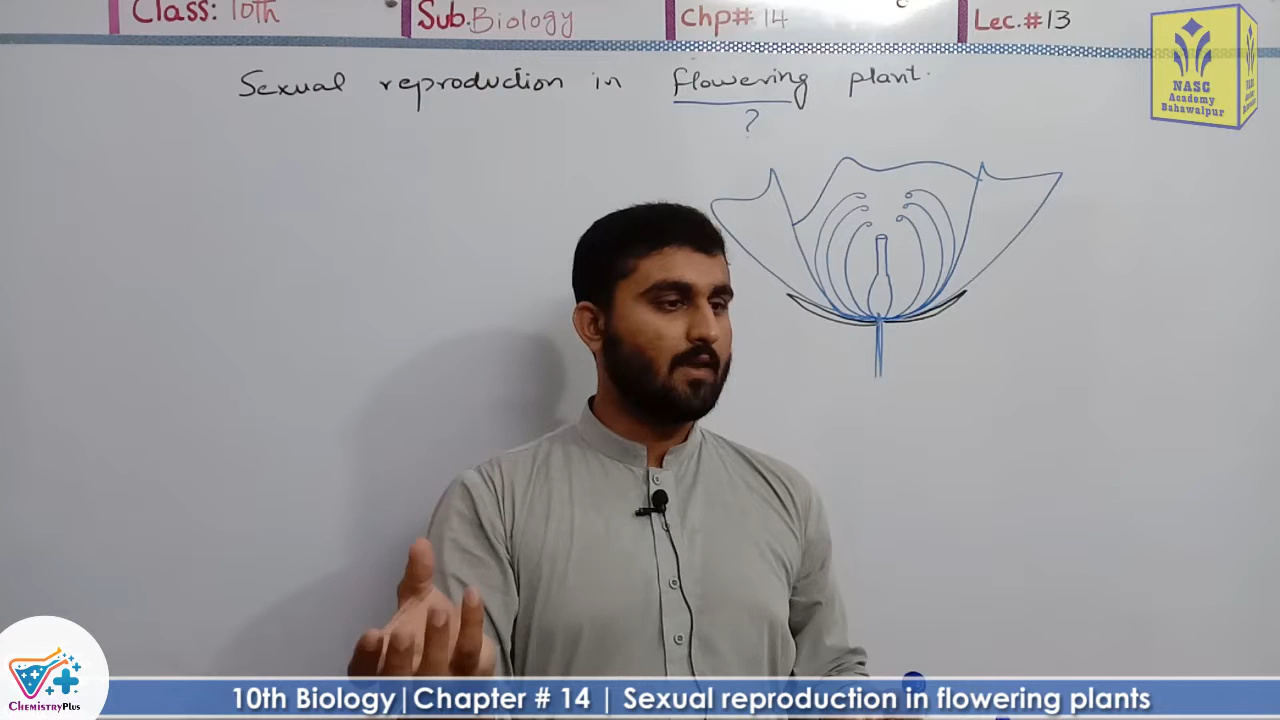 Class: 10th
Sub. Biology
Chp# 14
Lec.#13
Sexual reproduction in flowering plant.
?
NASC
Academy
Bahawalpur
ChemistryPlus
10th Biology|Chapter # 14 | Sexual reproduction in flowering plants